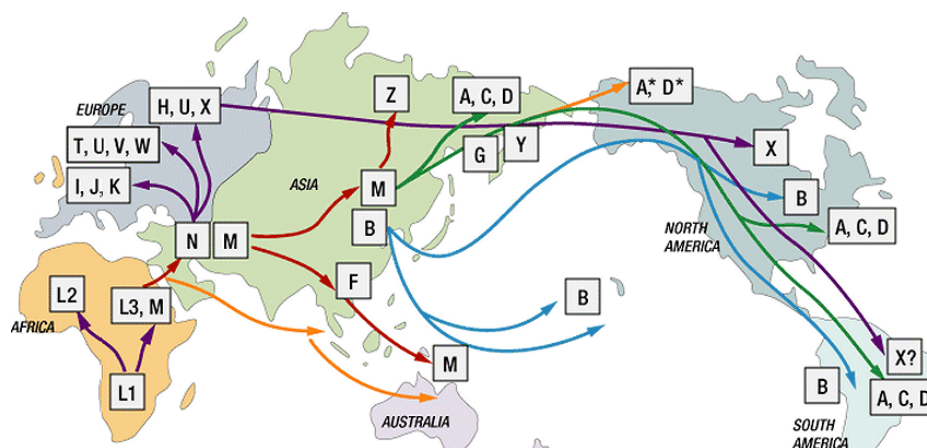 Z
A, C, D
A,* D*
EUROPE
H, U, X
T, U, V, W
G
Y
X
I, J, K
ASIA
M
B
B
N
M
NORTH
AMERICA
A, C, D
F
L2
L3, M
B
AFRICA
M
X?
L1
B
A, C, D
AUSTRALIA
SOUTH
AMERICA